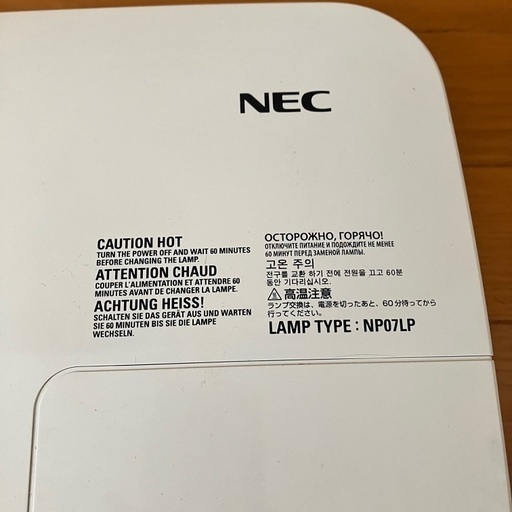 NEC
CAUTION HOT
TURN THE POWER OFF AND WAIT 60 MINUTES
BEFORE CHANGING THE LAMP.
ATTENTION CHAUD
COUPER L'ALIMENTATION ET ATTENDRE 60
MINUTES AVANT DE CHANGER LA LAMPE.
ACHTUNG HEISS!
SCHALTEN SIE DAS GERÄT AUS UND WARTEN
SIE 60 MINUTEN BIS SIE DIE LAMPE
WECHSELN.
ОСТОРОЖНО, ГОРЯЧО!
ОТКЛЮЧИТЕ ПИТАНИЕ И ПОДОЖДИТЕ НЕ МЕНЕЕ
60 МИНУТ ПЕРЕД ЗАМЕНОЙ ЛАМПЫ.
고온 주의
전구를 교환 하기 전에 전원을 끄고 60분
동안 기다리십시오.
高温注意
ランプ交換は、電源を切ったあと、60分待ってから
行ってください。
LAMP TYPE : NP07LP